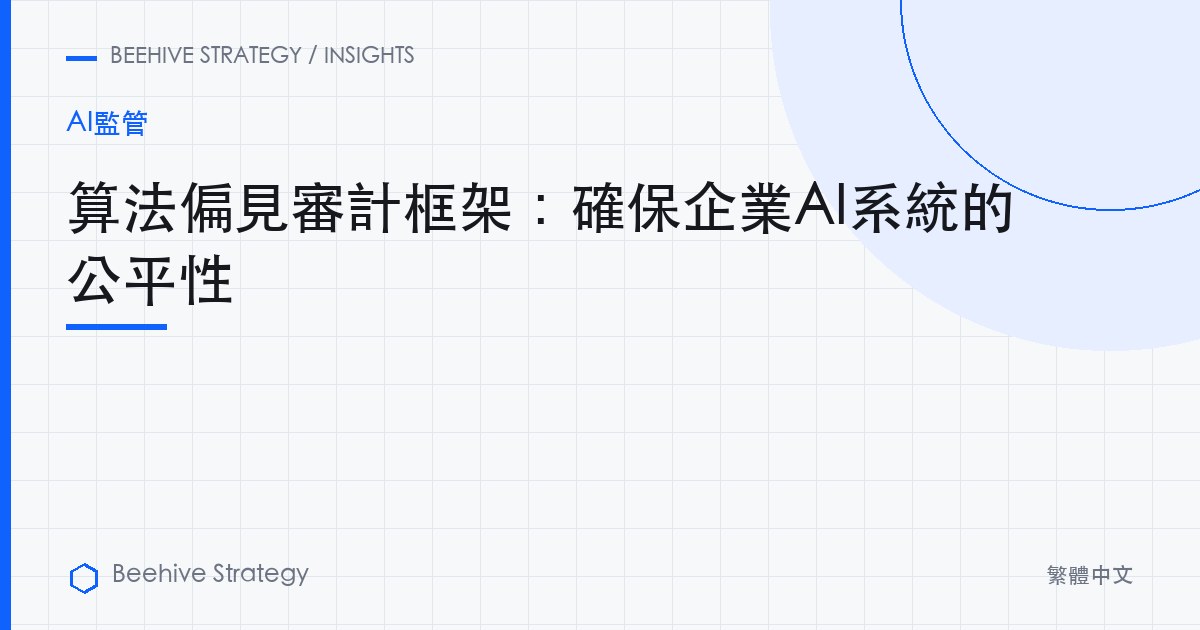 BEEHIVE STRATEGY / INSIGHTS
AI監管
算法偏見審計框架：確保企業AI系統的
公平性
Beehive Strategy
繁體中文